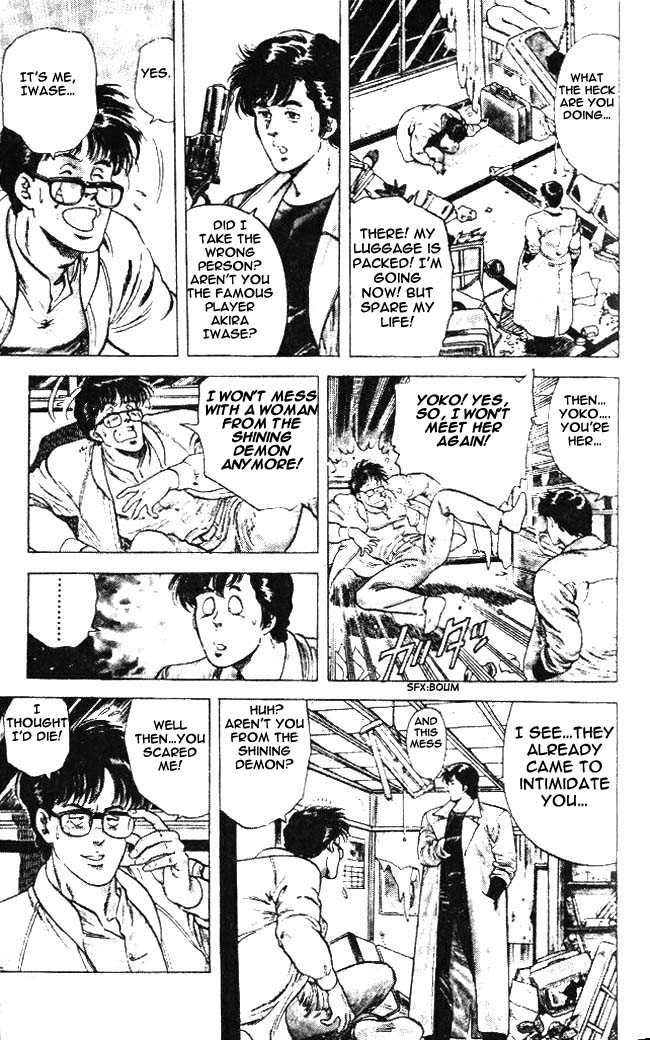 WHAT
THE HECK
ARE YOU
DOING...
THERE! MY
LUGGAGE IS
PACKED! I'M
GOING
NOW! BUT
SPARE MY
LIFE!
DID I
TAKE THE
WRONG
PERSON?
AREN'T YOU
THE FAMOUS
PLAYER
AKIRA
IWASE?
YES.
IT'S ME,
IWASE...
THEN...
YOKO....
YOU'RE
HER...
YOKO! YES,
SO, I WON'T
MEET HER
AGAIN!
ガタタッ
SFX:BOUM
I WON'T MESS
WITH A WOMAN
FROM THE
SHINING
DEMON
ANYMORE!
.........
I SEE...THEY
ALREADY
CAME TO
INTIMIDATE
YOU...
AND
THIS
MESS
HUH?
AREN'T YOU
FROM THE
SHINING
DEMON?
WELL
THEN...YOU
SCARED
ME!
I
THOUGHT
I'D DIE!